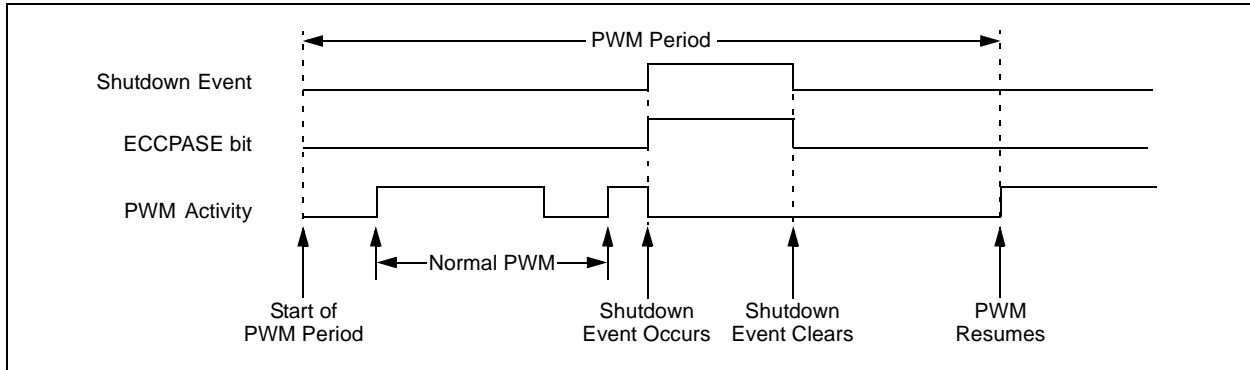 PWM Period
Shutdown Event
ECCPASE bit
PWM Activity
Normal PWM
Start of
PWM Period
Shutdown
Event Occurs
Shutdown
Event Clears
PWM
Resumes